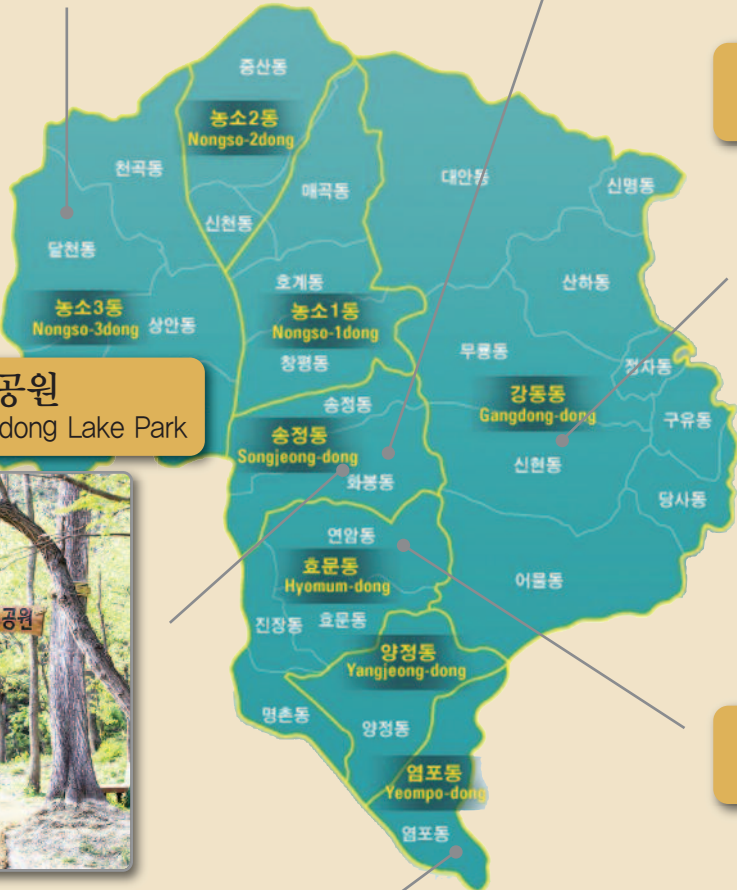 중산동
농소2동
Nongso-2dong
천곡동
매곡동
대안동
신명동
신천동
달천동
호계동
산하동
농소3동
Nongso-3dong
상안동
농소1동
Nongso-1dong
창평동
무룡동
정자동
공원
dong Lake Park
송정동
강동동
Gangdong-dong
구유동
송정동
Songjeong-dong
신현동
화봉동
당사동
연암동
효문동
Hyomum-dong
어물동
공원
진장동
효문동
양정동
Yangjeong-dong
명촌동
양정동
염포동
Yeompo-dong
염포동